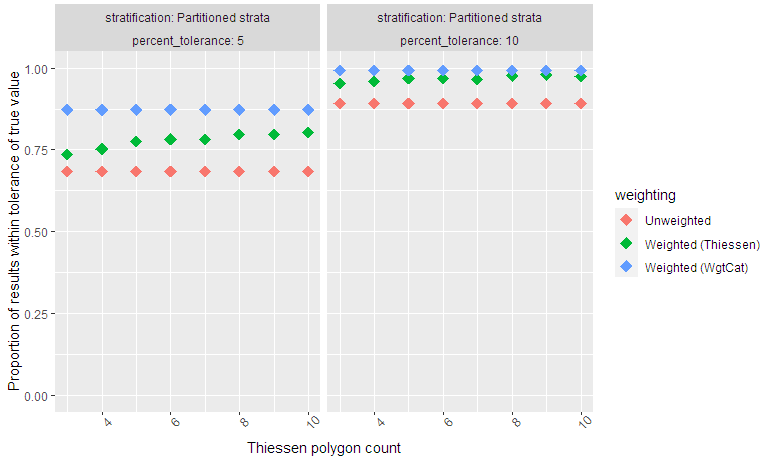 stratification: Partitioned strata
stratification: Partitioned strata
percent_tolerance: 5
percent_tolerance: 10
Proportion of results within tolerance of true value
1.00
0.75
0.50
0.25
0.00
4
6
8
10
4
6
8
10
Thiessen polygon count
weighting
Unweighted
Weighted (Thiessen)
Weighted (WgtCat)